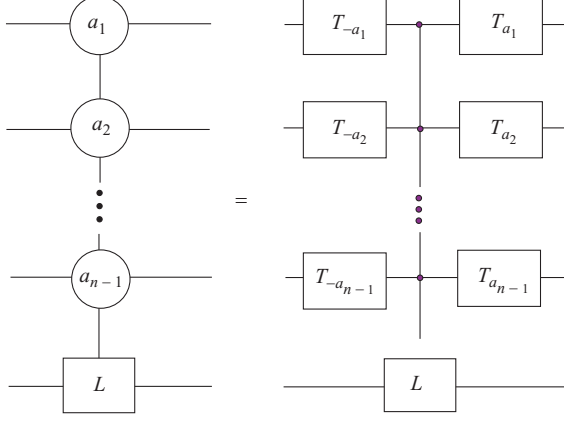 a₁ T₋ₐ₁ Tₐ₁
a₂ T₋ₐ₂ Tₐ₂
=
aₙ₋₁ T₋ₐₙ₋₁ Tₐₙ₋₁
L L